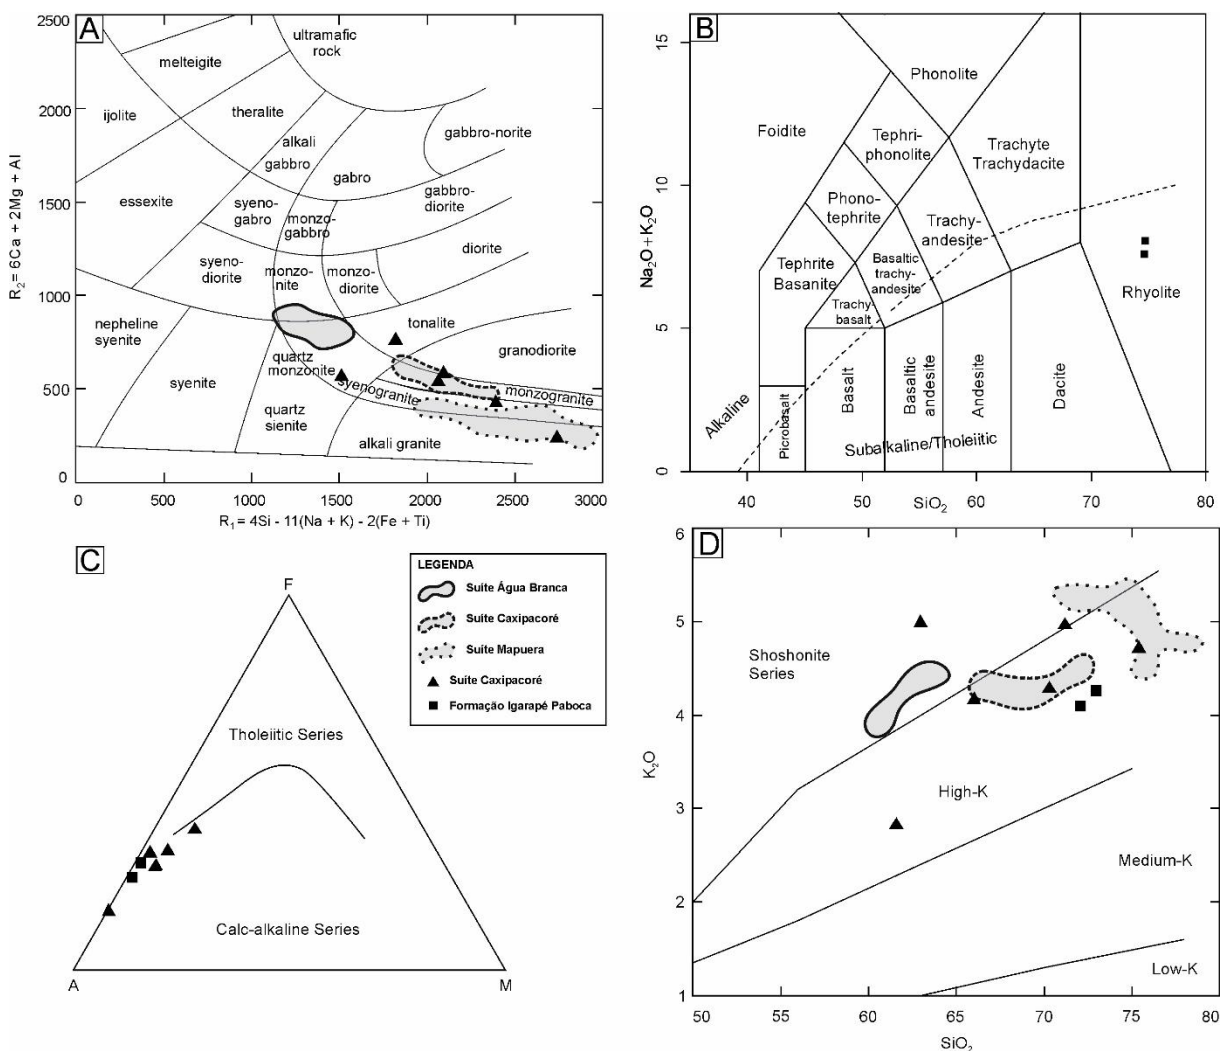 A
2500
2000
1500
1000
500
0
R2= 6Ca + 2Mg + Al
ultramafic
rock
melteigite
ijolite
theralite
alkali
gabbro
gabbro-norite
gabro
essexite
syeno-
gabro
monzo-
gabbro
gabbro-
diorite
syeno-
diorite
monzo-
nite
monzo-
diorite
diorite
nepheline
syenite
tonalite
quartz
monzonite
granodiorite
syenite
syenogranite
monzogranite
quartz
sienite
alkali granite
0
500
1000
1500
2000
2500
3000
R1 = 4Si - 11(Na + K) - 2(Fe + Ti)
B
15
10
5
0
Na2O+K2O
Phonolite
Foidite
Tephri-
phonolite
Trachyte
Trachydacite
Phono-
tephrite
Trachy-
andesite
Tephrite
Basanite
Basaltic
trachy-
andesite
Trachy-
basalt
Rhyolite
Alkaline
Picrobasalt
Basalt
Basaltic
andesite
Andesite
Dacite
Subalkaline/Tholeiitic
40
50
60
70
80
SiO2
C
F
Tholeiitic Series
Calc-alkaline Series
A
M
LEGENDA
Suíte Água Branca
Suíte Caxipacoré
Suíte Mapuera
Suíte Caxipacoré
Formação Igarapé Paboca
D
6
5
4
3
2
1
K2O
Shoshonite
Series
High-K
Medium-K
Low-K
50
55
60
65
70
75
80
SiO2